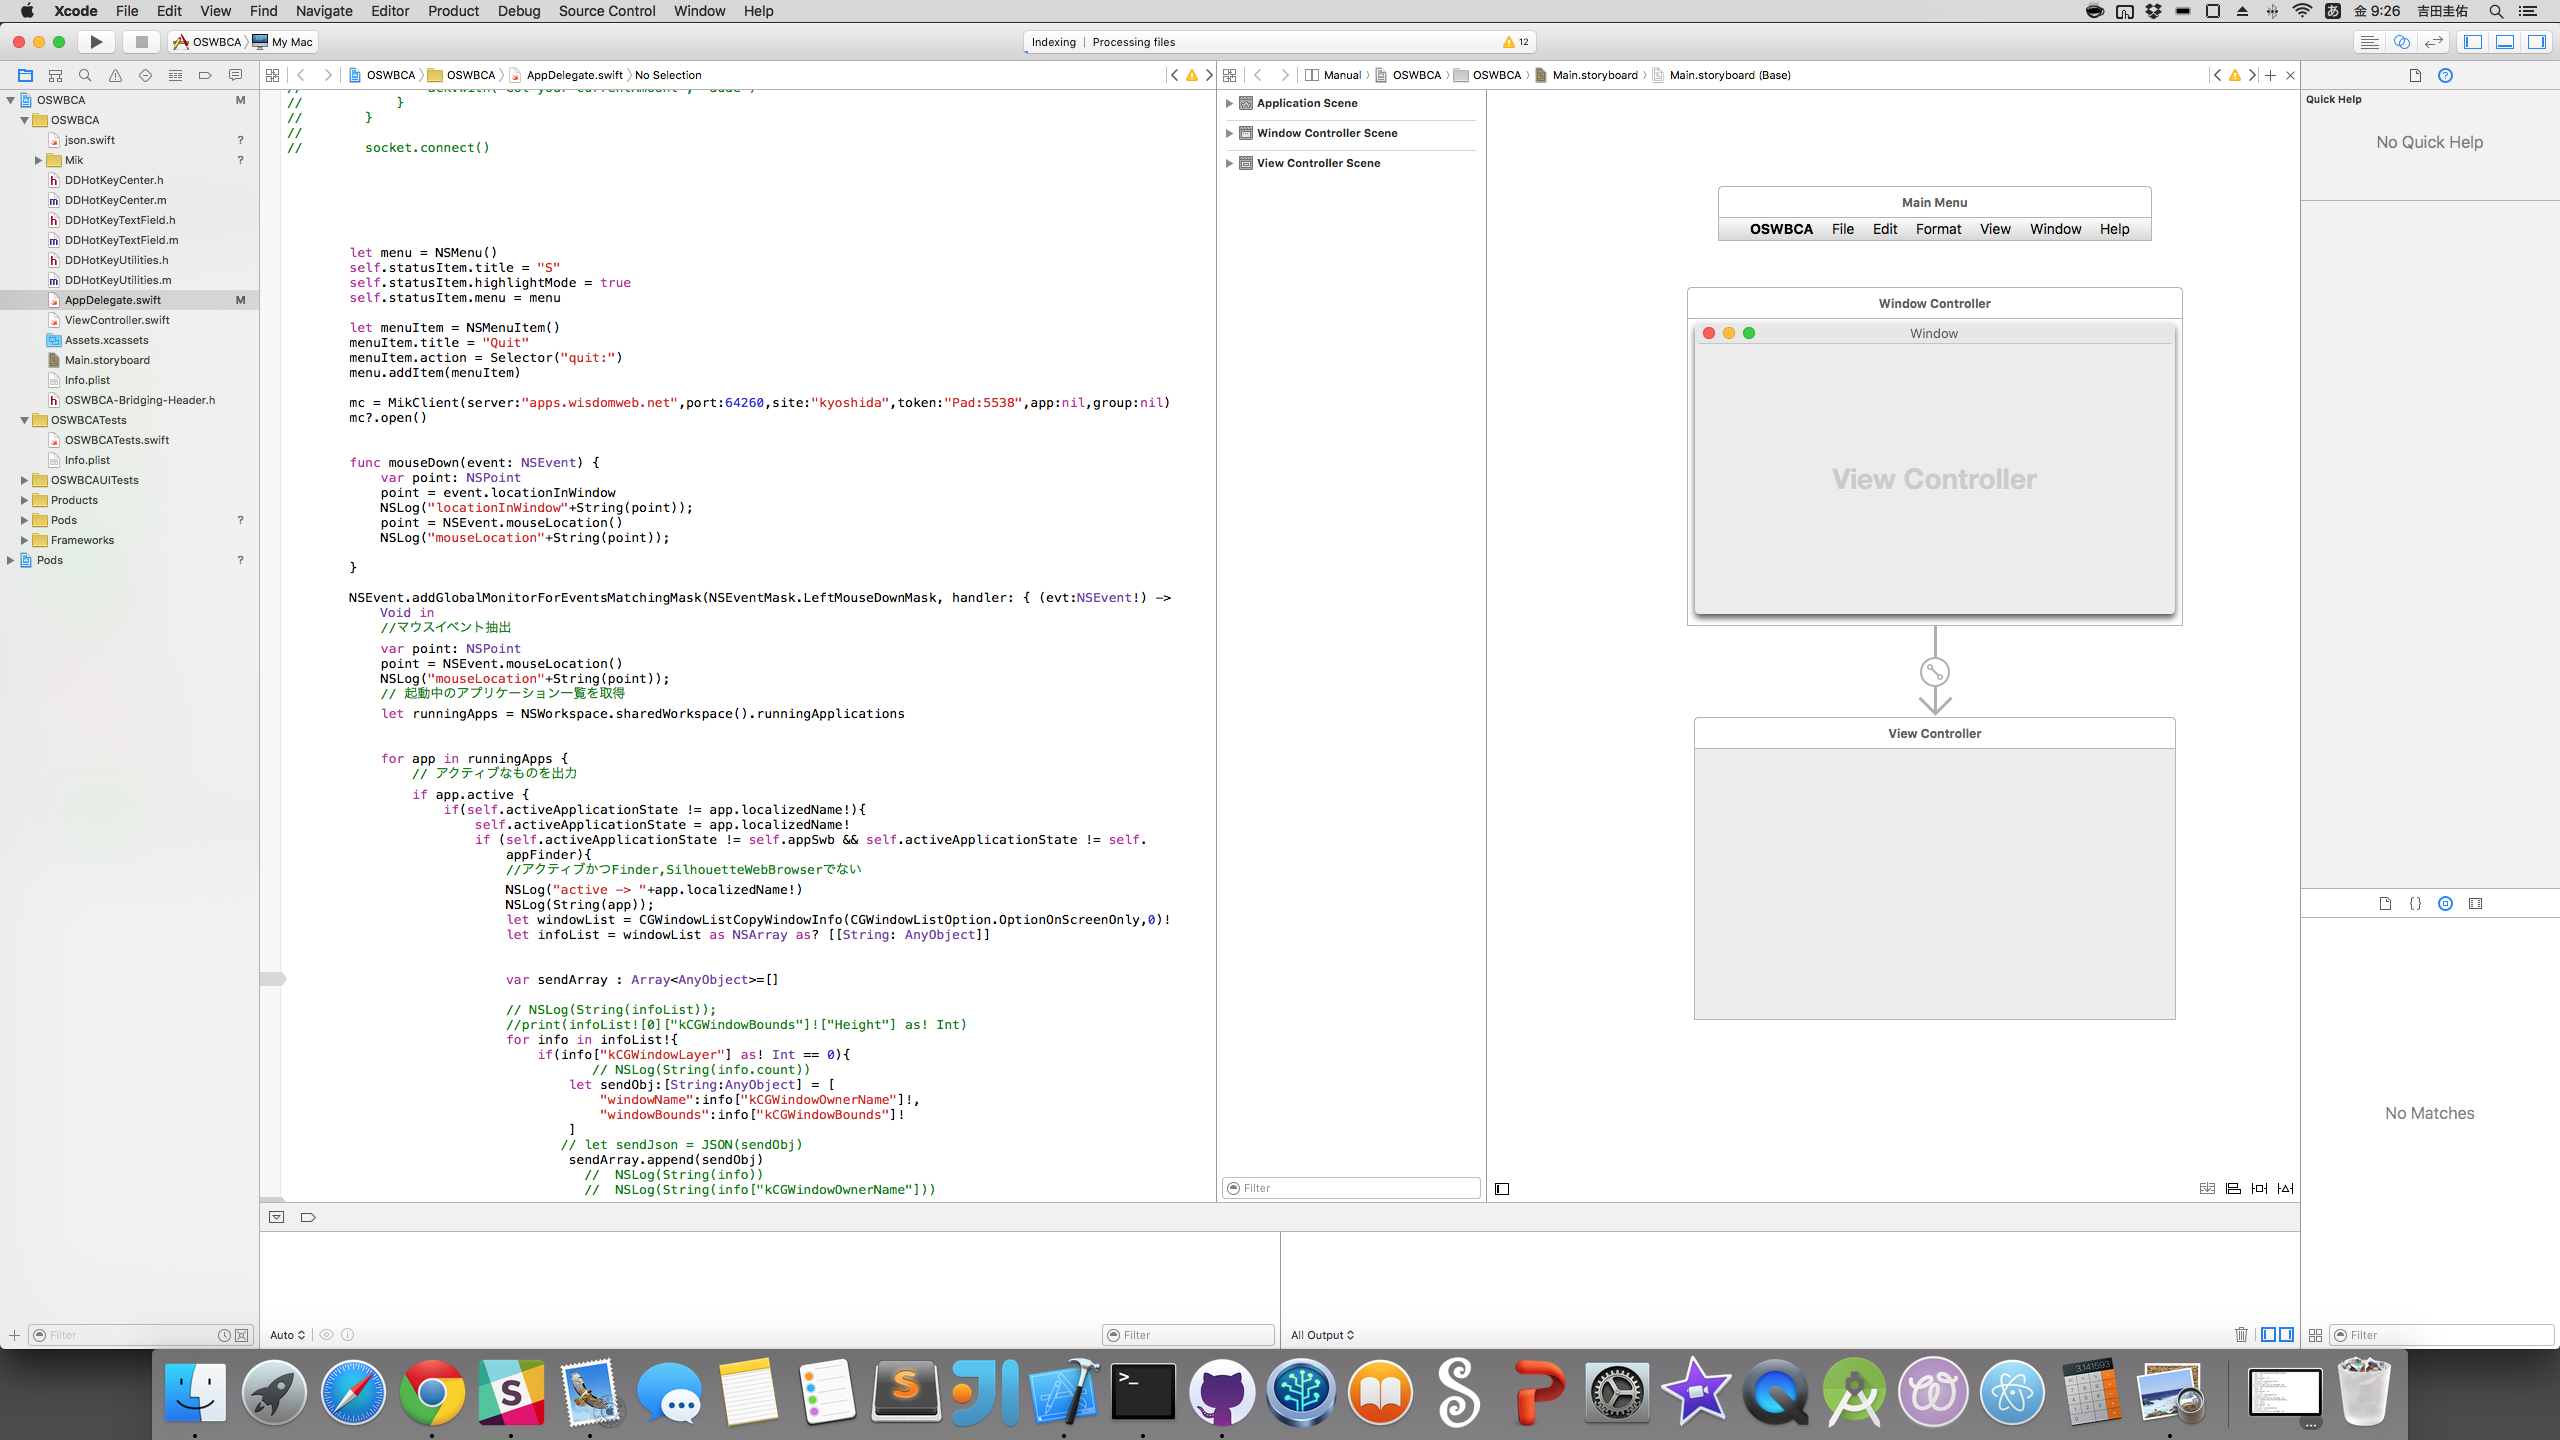 Xcode File Edit View Find Navigate Editor Product Debug Source Control Window Help
金 9:26 吉田圭佑
OSWBCA My Mac
Indexing | Processing files
12
OSWBCA OSWBCA AppDelegate.swift No Selection
Manual OSWBCA OSWBCA Main.storyboard Main.storyboard (Base)
OSWBCA M
OSWBCA
json.swift ?
Mik ?
DDHotKeyCenter.h
DDHotKeyCenter.m
DDHotKeyTextField.h
DDHotKeyTextField.m
DDHotKeyUtilities.h
DDHotKeyUtilities.m
AppDelegate.swift M
ViewController.swift
Assets.xcassets
Main.storyboard
Info.plist
OSWBCA-Bridging-Header.h
OSWBCATests
OSWBCATests.swift
Info.plist
OSWBCAUITests
Products
Pods ?
Frameworks
Pods ?
Filter
// }
// }
//
// socket.connect()
let menu = NSMenu()
self.statusItem.title = "S"
self.statusItem.highlightMode = true
self.statusItem.menu = menu
let menuItem = NSMenuItem()
menuItem.title = "Quit"
menuItem.action = Selector("quit:")
menu.addItem(menuItem)
mc = MikClient(server:"apps.wisdomweb.net",port:64260,site:"kyoshida",token:"Pad:5538",app:nil,group:nil)
mc?.open()
func mouseDown(event: NSEvent) {
var point: NSPoint
point = event.locationInWindow
NSLog("locationInWindow"+String(point));
point = NSEvent.mouseLocation()
NSLog("mouseLocation"+String(point));
}
NSEvent.addGlobalMonitorForEventsMatchingMask(NSEventMask.LeftMouseDownMask, handler: { (evt:NSEvent!) ->
Void in
//マウスイベント抽出
var point: NSPoint
point = NSEvent.mouseLocation()
NSLog("mouseLocation"+String(point));
// 起動中のアプリケーション一覧を取得
let runningApps = NSWorkspace.sharedWorkspace().runningApplications
for app in runningApps {
// アクティブなものを出力
if app.active {
if(self.activeApplicationState != app.localizedName!){
self.activeApplicationState = app.localizedName!
if (self.activeApplicationState != self.appSwb && self.activeApplicationState != self.
appFinder){
//アクティブかつFinder,SilhouetteWebBrowserでない
NSLog("active -> "+app.localizedName!)
NSLog(String(app));
let windowList = CGWindowListCopyWindowInfo(CGWindowListOption.OptionOnScreenOnly,0)!
let infoList = windowList as NSArray as? [[String: AnyObject]]
var sendArray : Array<AnyObject>=[]
// NSLog(String(infoList));
//print(infoList![0]["kCGWindowBounds"]!["Height"] as! Int)
for info in infoList!{
if(info["kCGWindowLayer"] as! Int == 0){
// NSLog(String(info.count))
let sendObj:[String:AnyObject] = [
"windowName":info["kCGWindowOwnerName"]!,
"windowBounds":info["kCGWindowBounds"]!
]
// let sendJson = JSON(sendObj)
sendArray.append(sendObj)
// NSLog(String(info))
// NSLog(String(info["kCGWindowOwnerName"]))
Application Scene
Window Controller Scene
View Controller Scene
Filter
Main Menu
OSWBCA File Edit Format View Window Help
Window Controller
Window
View Controller
View Controller
Quick Help
No Quick Help
No Matches
Auto
Filter
All Output
Filter
3.141593